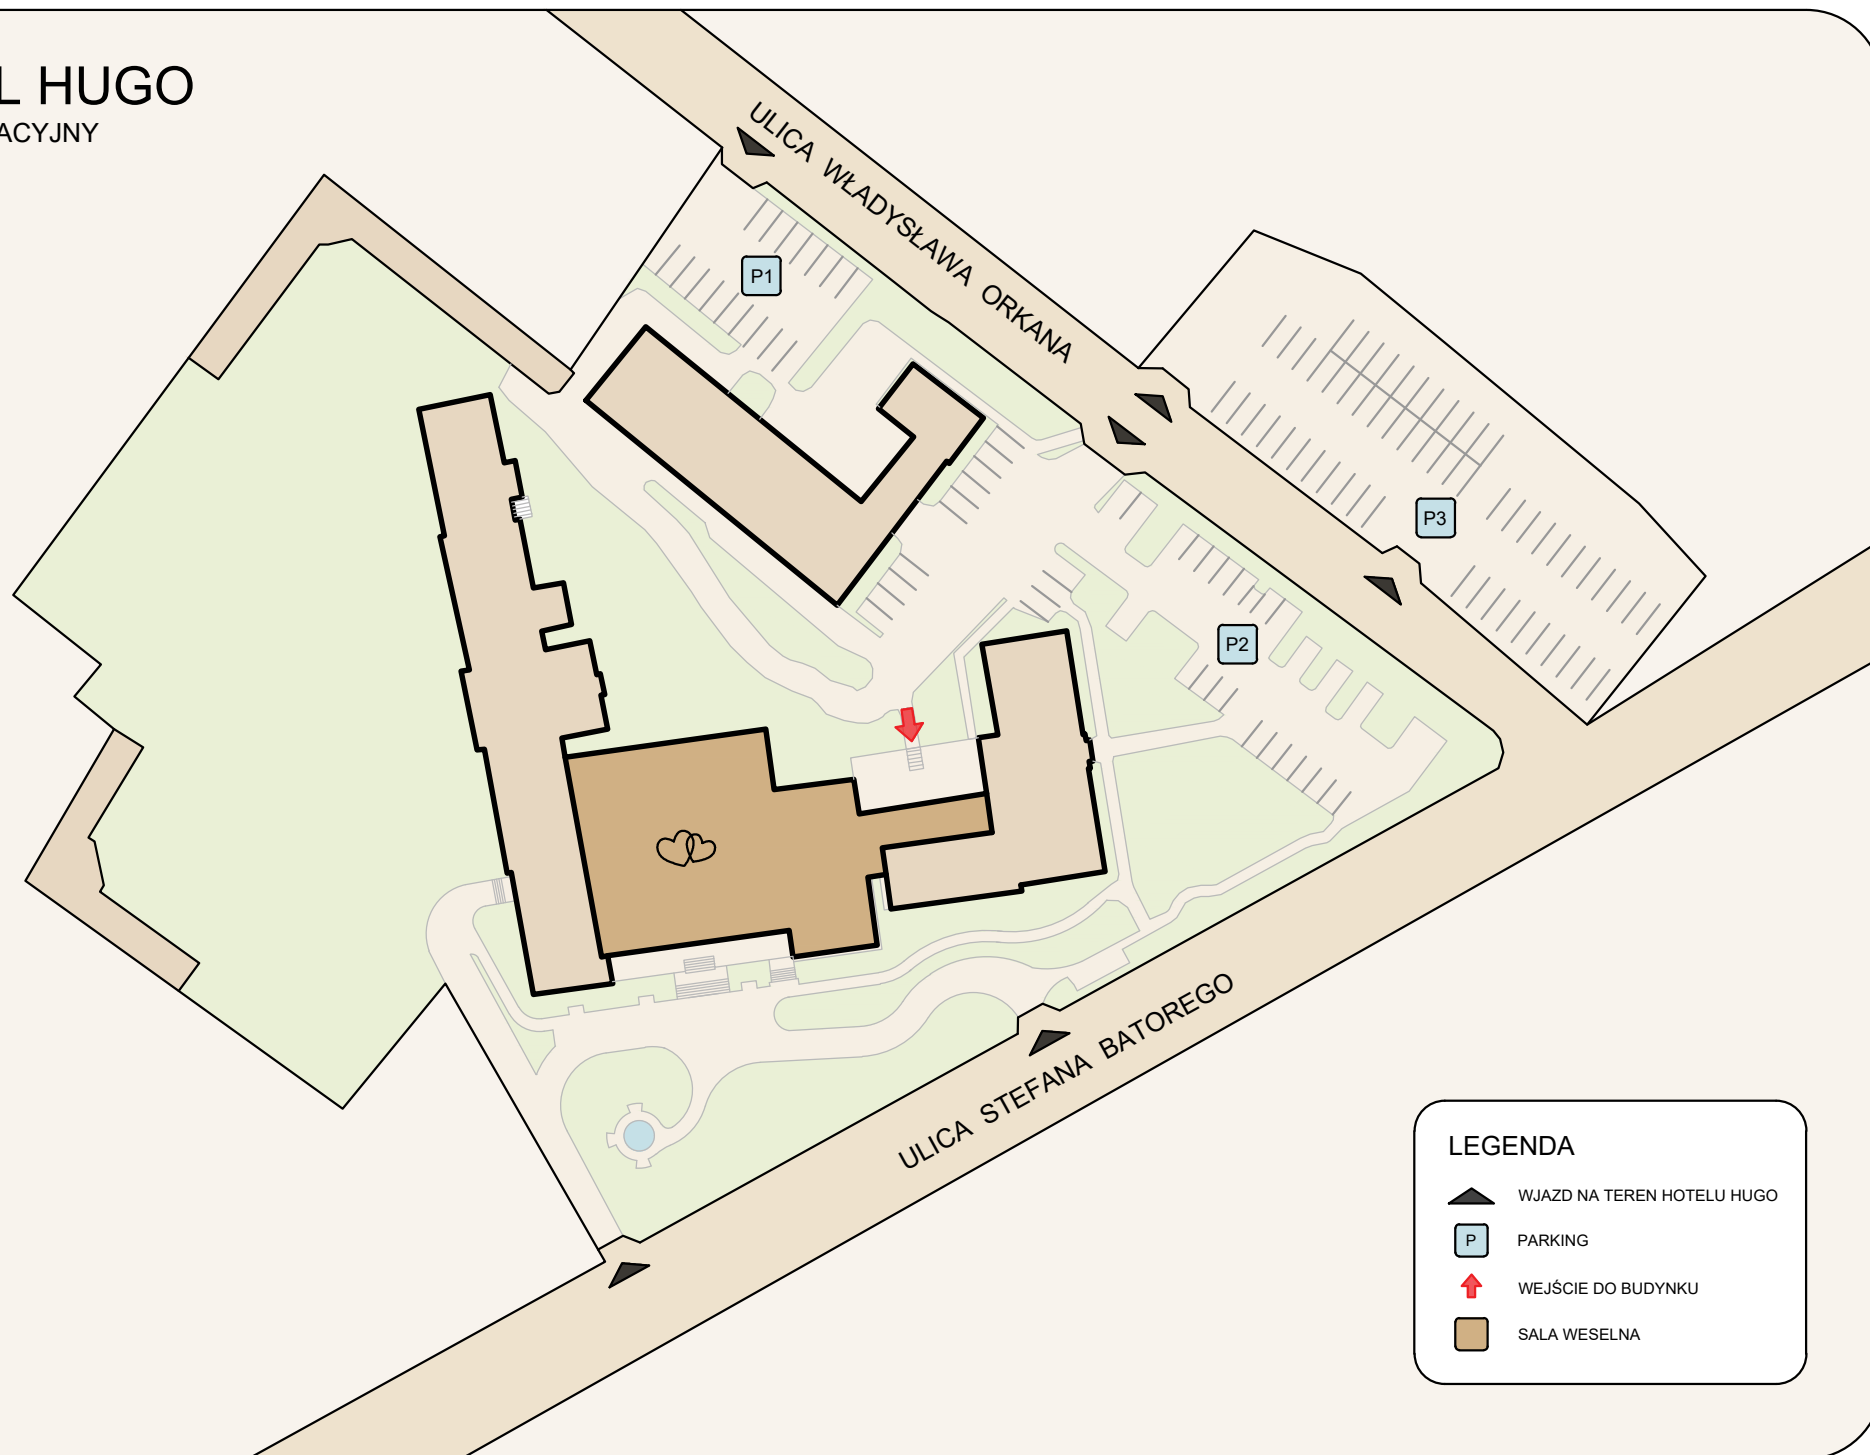 L HUGO
ACYJNY
ULICA WŁADYSŁAWA ORKANA
P1
P3
P2
ULICA STEFANA BATOREGO
LEGENDA
WJAZD NA TEREN HOTELU HUGO
P PARKING
WEJŚCIE DO BUDYNKU
SALA WESELNA